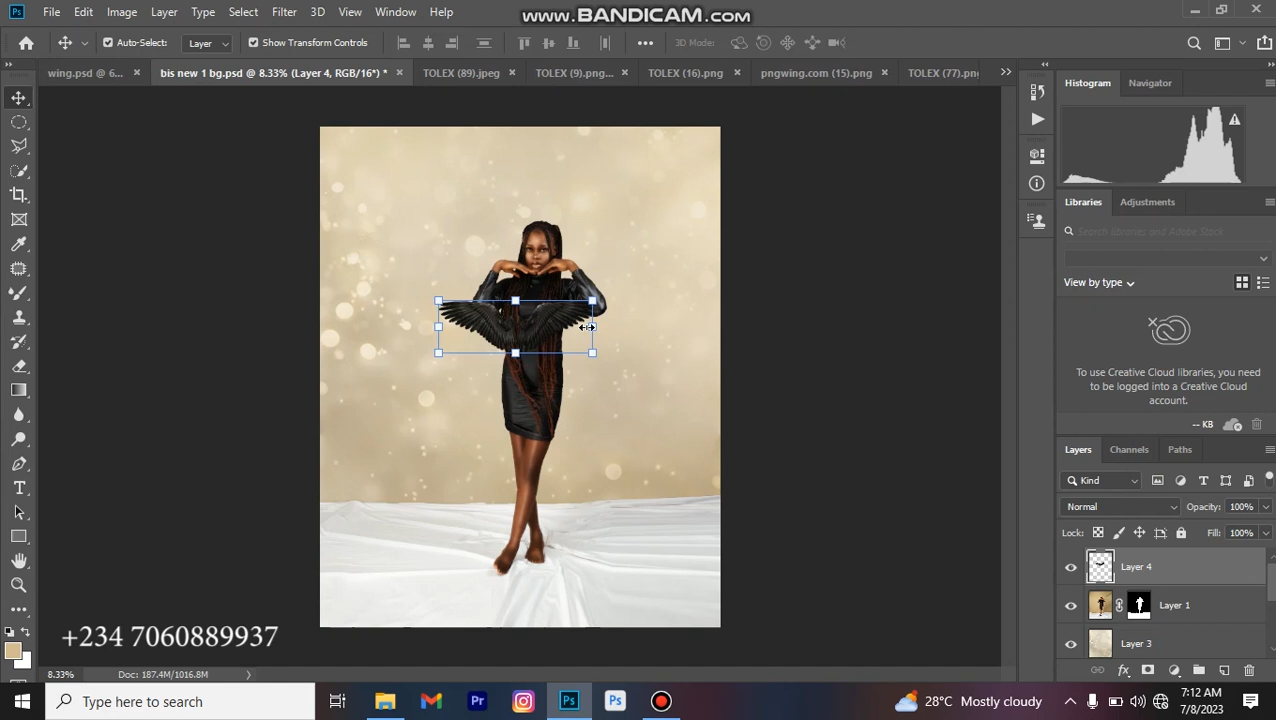 www.BANDICAM.com
Ps File Edit Image Layer Type Select Filter 3D View Window Help
Auto-Select: Layer Show Transform Controls 3D Mode:
wing.psd @ 6... bis new 1 bg.psd @ 8.33% (Layer 4, RGB/16*) * TOLEX (89).jpeg TOLEX (9).png... TOLEX (16).png pngwing.com (15).png TOLEX (77).png
Histogram Navigator
Libraries Adjustments
Search libraries and Adobe Stock
View by type
To use Creative Cloud libraries, you need
to be logged into a Creative Cloud
account.
-- KB
Layers Channels Paths
Kind
Normal Opacity: 100%
Lock: Fill: 100%
Layer 4
Layer 1
Layer 3
+234 7060889937
8.33% Doc: 187.4M/1016.8M
Type here to search
Pr Ps Ps
28°C Mostly cloudy
7:12 AM
7/8/2023